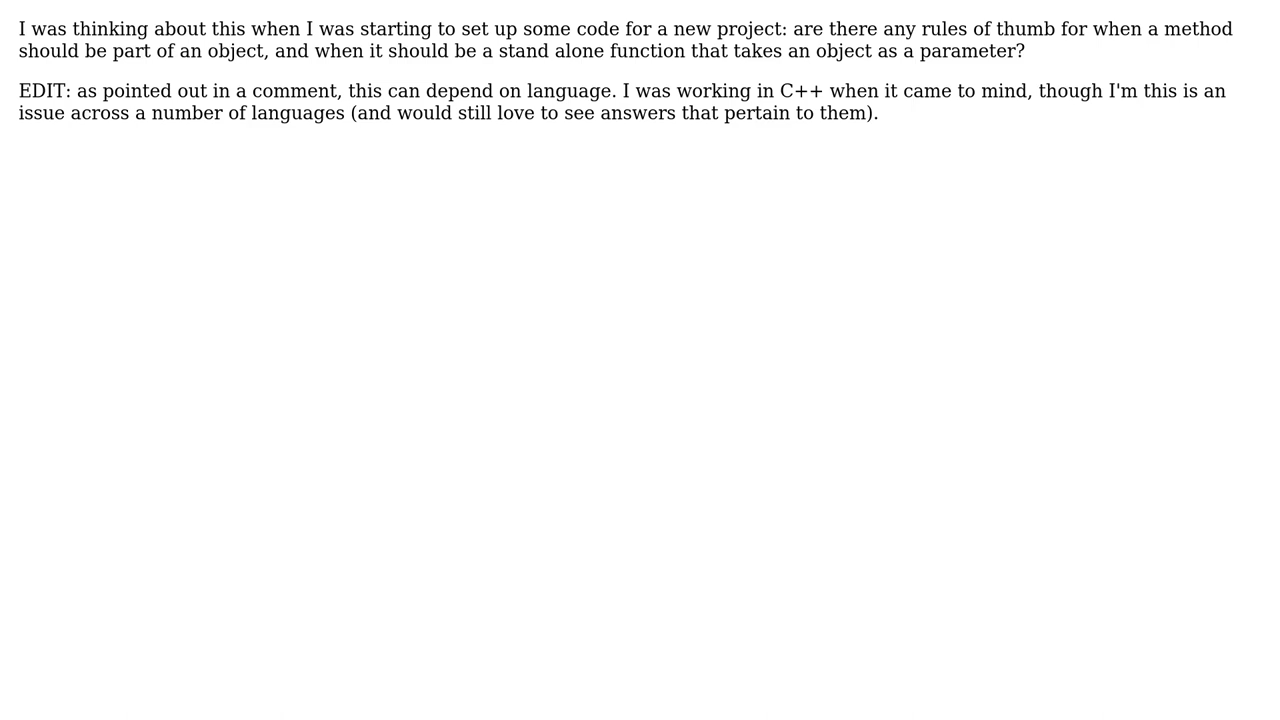 I was thinking about this when I was starting to set up some code for a new project: are there any rules of thumb for when a method
should be part of an object, and when it should be a stand alone function that takes an object as a parameter?
EDIT: as pointed out in a comment, this can depend on language. I was working in C++ when it came to mind, though I'm this is an
issue across a number of languages (and would still love to see answers that pertain to them).